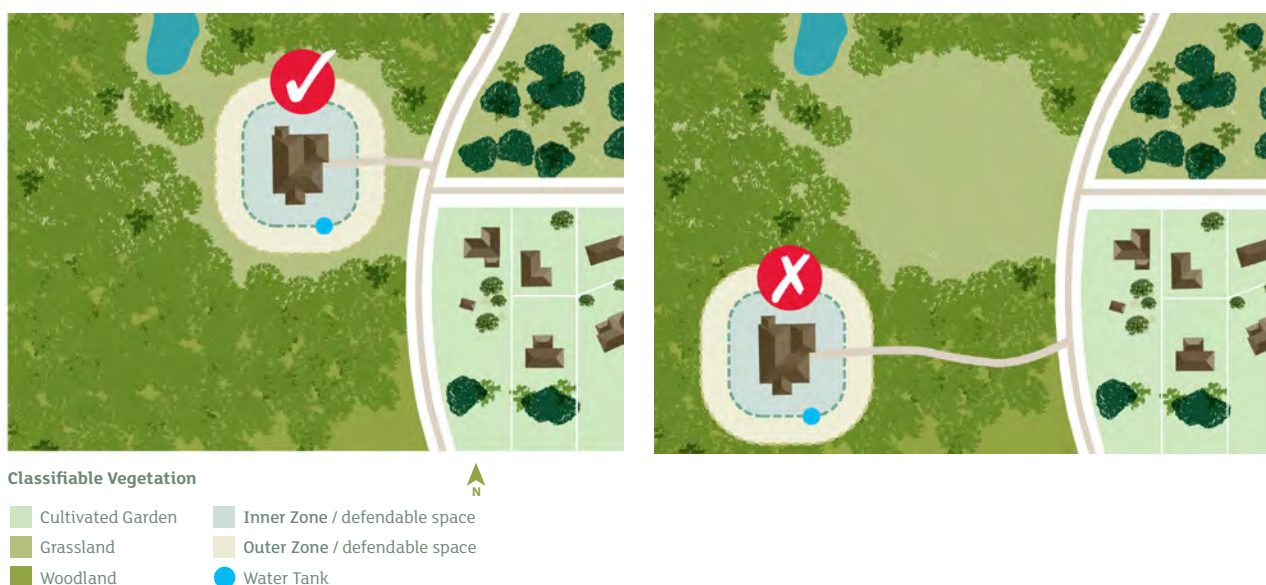 Classifiable Vegetation
N
Cultivated Garden
Inner Zone / defendable space
Grassland
Outer Zone / defendable space
Woodland
Water Tank